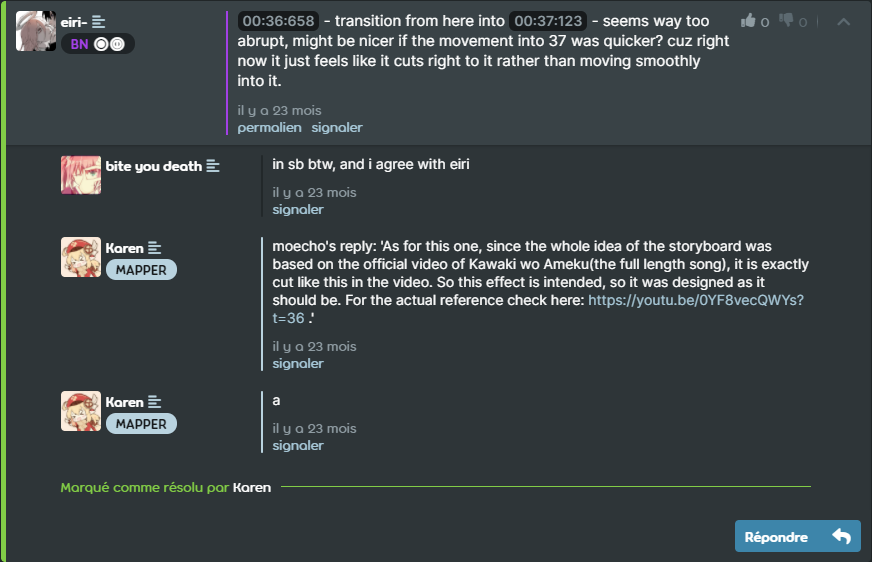 eiri-
BN
00:36:658 - transition from here into 00:37:123 - seems way too
abrupt, might be nicer if the movement into 37 was quicker? cuz right
now it just feels like it cuts right to it rather than moving smoothly
into it.
0
0
il y a 23 mois
permalien signaler
bite you death
in sb btw, and i agree with eiri
il y a 23 mois
signaler
Karen
MAPPER
moecho's reply: 'As for this one, since the whole idea of the storyboard was
based on the official video of Kawaki wo Ameku(the full length song), it is exactly
cut like this in the video. So this effect is intended, so it was designed as it
should be. For the actual reference check here: https://youtu.be/0YF8vecQWYs?
t=36 .'
il y a 23 mois
signaler
Karen
MAPPER
a
il y a 23 mois
signaler
Marqué comme résolu par Karen
Répondre